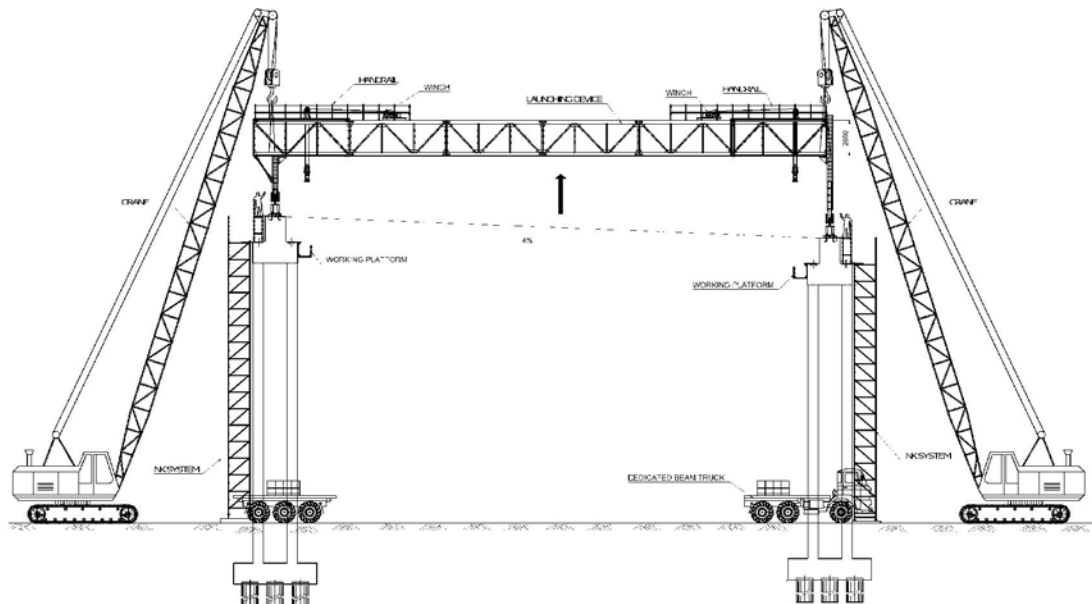 HANDRAIL
WINCH
LAUNCHING DEVICE
WINCH
HANDRAIL
2000
CRANE
CRANE
4%
WORKING PLATFORM
WORKING PLATFORM
NK SYSTEM
NK SYSTEM
DEDICATED BEAM TRUCK